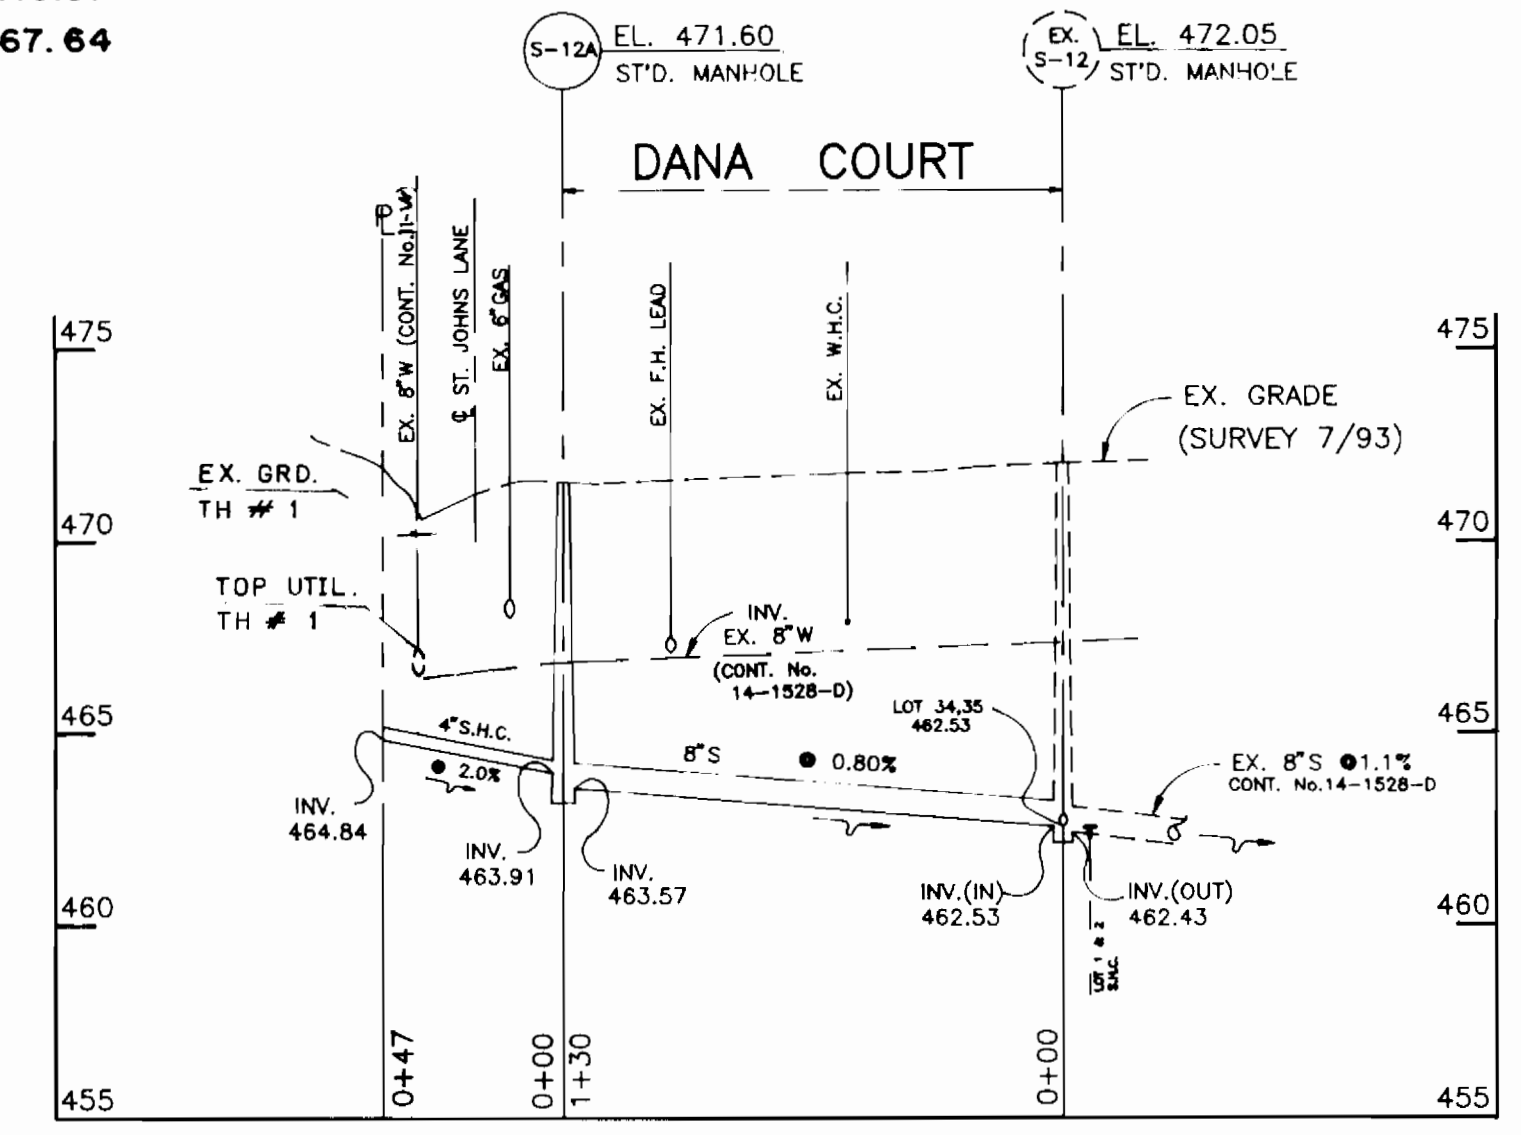 67.64
S-12A
EL. 471.60
ST'D. MANHOLE
EX.
S-12
EL. 472.05
ST'D. MANHOLE
DANA COURT
EX. 8"W (CONT. No.11-W)
℄ ST. JOHNS LANE
EX. 6"GAS
EX. F.H. LEAD
EX. W.H.C.
475
475
EX. GRADE
(SURVEY 7/93)
EX. GRD.
TH # 1
470
470
TOP UTIL.
TH # 1
INV.
EX. 8"W
(CONT. No.
14-1528-D)
LOT 34,35
462.53
465
465
4"S.H.C.
2.0%
8"S
0.80%
EX. 8"S 1.1%
CONT. No.14-1528-D
INV.
464.84
INV.
463.91
INV.
463.57
INV.(IN)
462.53
INV.(OUT)
462.43
460
460
LOT 1 & 2
S.H.C.
0+47
0+00
1+30
0+00
455
455